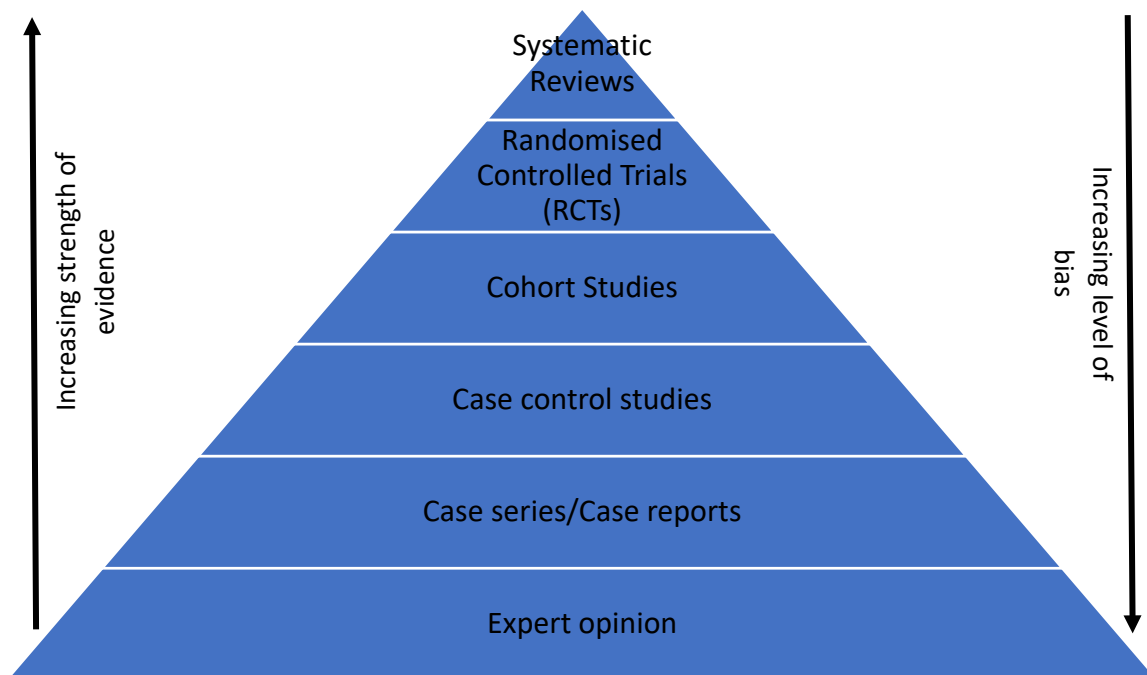 Systematic
Reviews
Randomised
Controlled Trials
(RCTs)
Cohort Studies
Case control studies
Case series/Case reports
Expert opinion
Increasing strength of
evidence
Increasing level of
bias